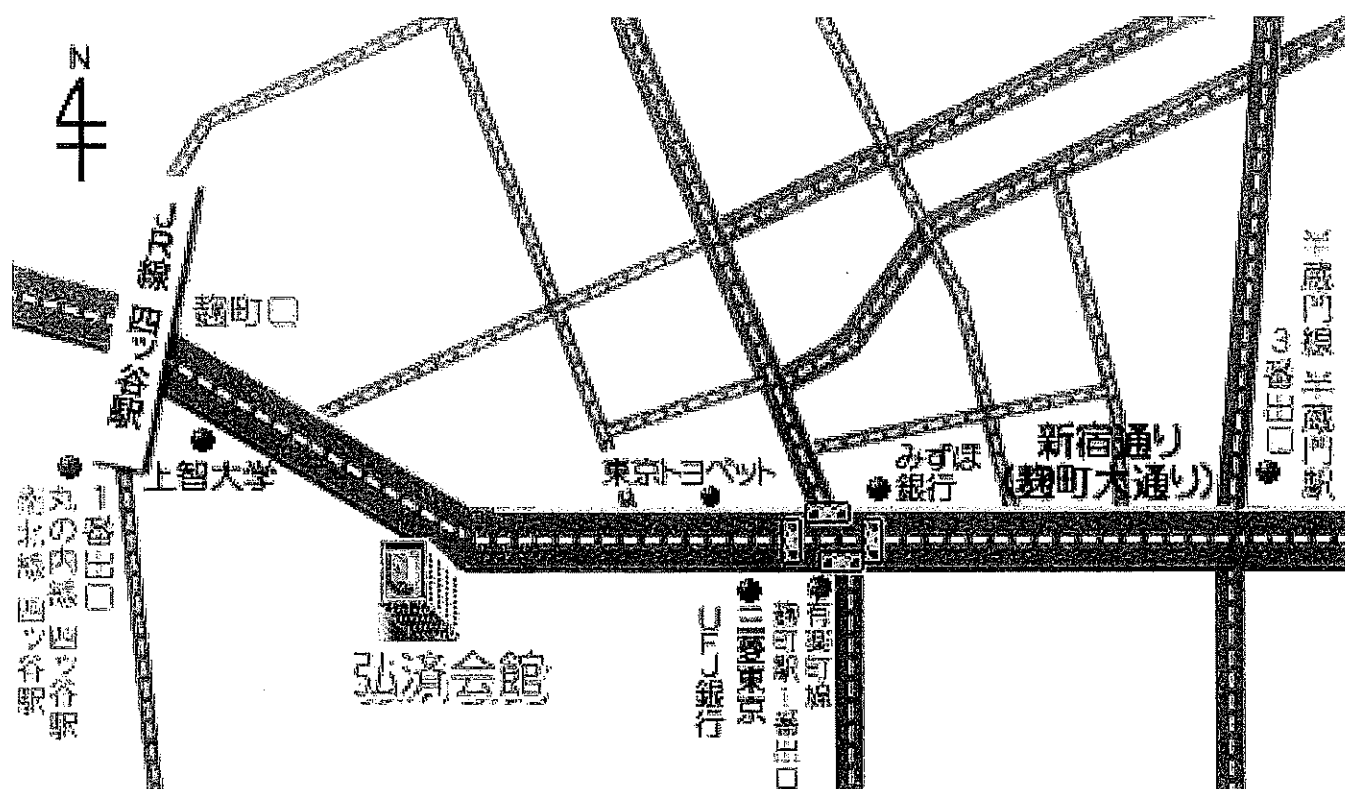 N
JR線 四ッ谷駅
麹町口
上智大学
1番出口
丸の内線 四ッ谷駅
南北線 四ッ谷駅
弘済会館
東京トヨペット
みずほ
銀行
新宿通り
(麹町大通り)
3番出口
半蔵門線 半蔵門駅
有楽町線
麹町駅1番出口
三菱東京
UFJ銀行